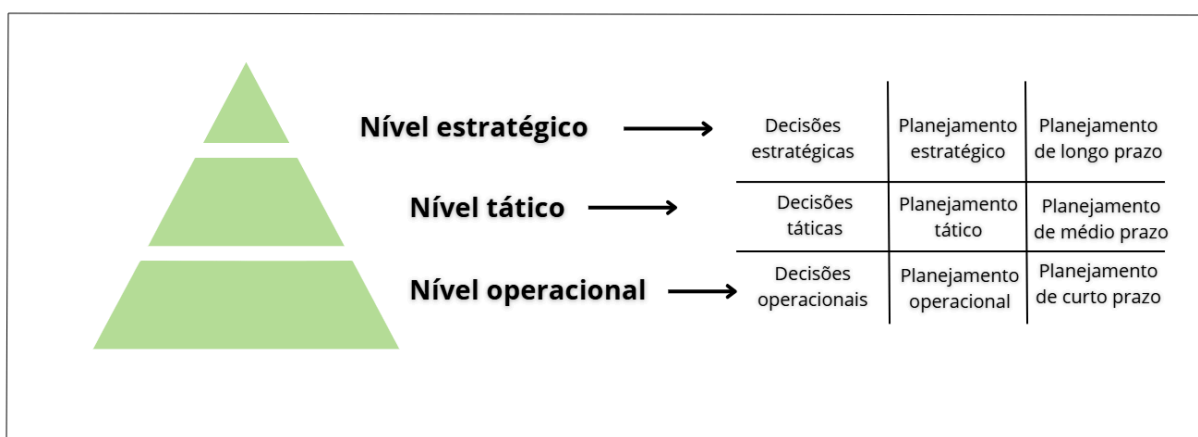 Nível estratégico
Decisões
estratégicas
Planejamento
estratégico
Planejamento
de longo prazo
Nível tático
Decisões
táticas
Planejamento
tático
Planejamento
de médio prazo
Nível operacional
Decisões
operacionais
Planejamento
operacional
Planejamento
de curto prazo